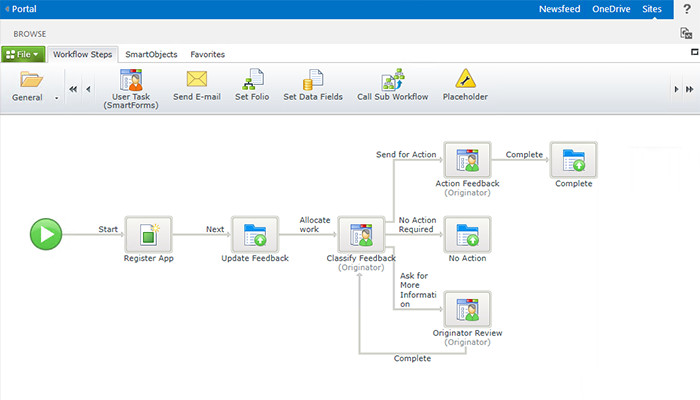 Portal
Newsfeed OneDrive Sites ?
BROWSE
File
Workflow Steps SmartObjects Favorites
General
User Task
(SmartForms)
Send E-mail
Set Folio
Set Data Fields
Call Sub Workflow
Placeholder
Send for Action
Action Feedback
(Originator)
Complete
Complete
Start
Register App
Next
Update Feedback
Allocate
work
Classify Feedback
(Originator)
No Action
Required
No Action
Ask for
More
Informati
on
Originator Review
(Originator)
Complete